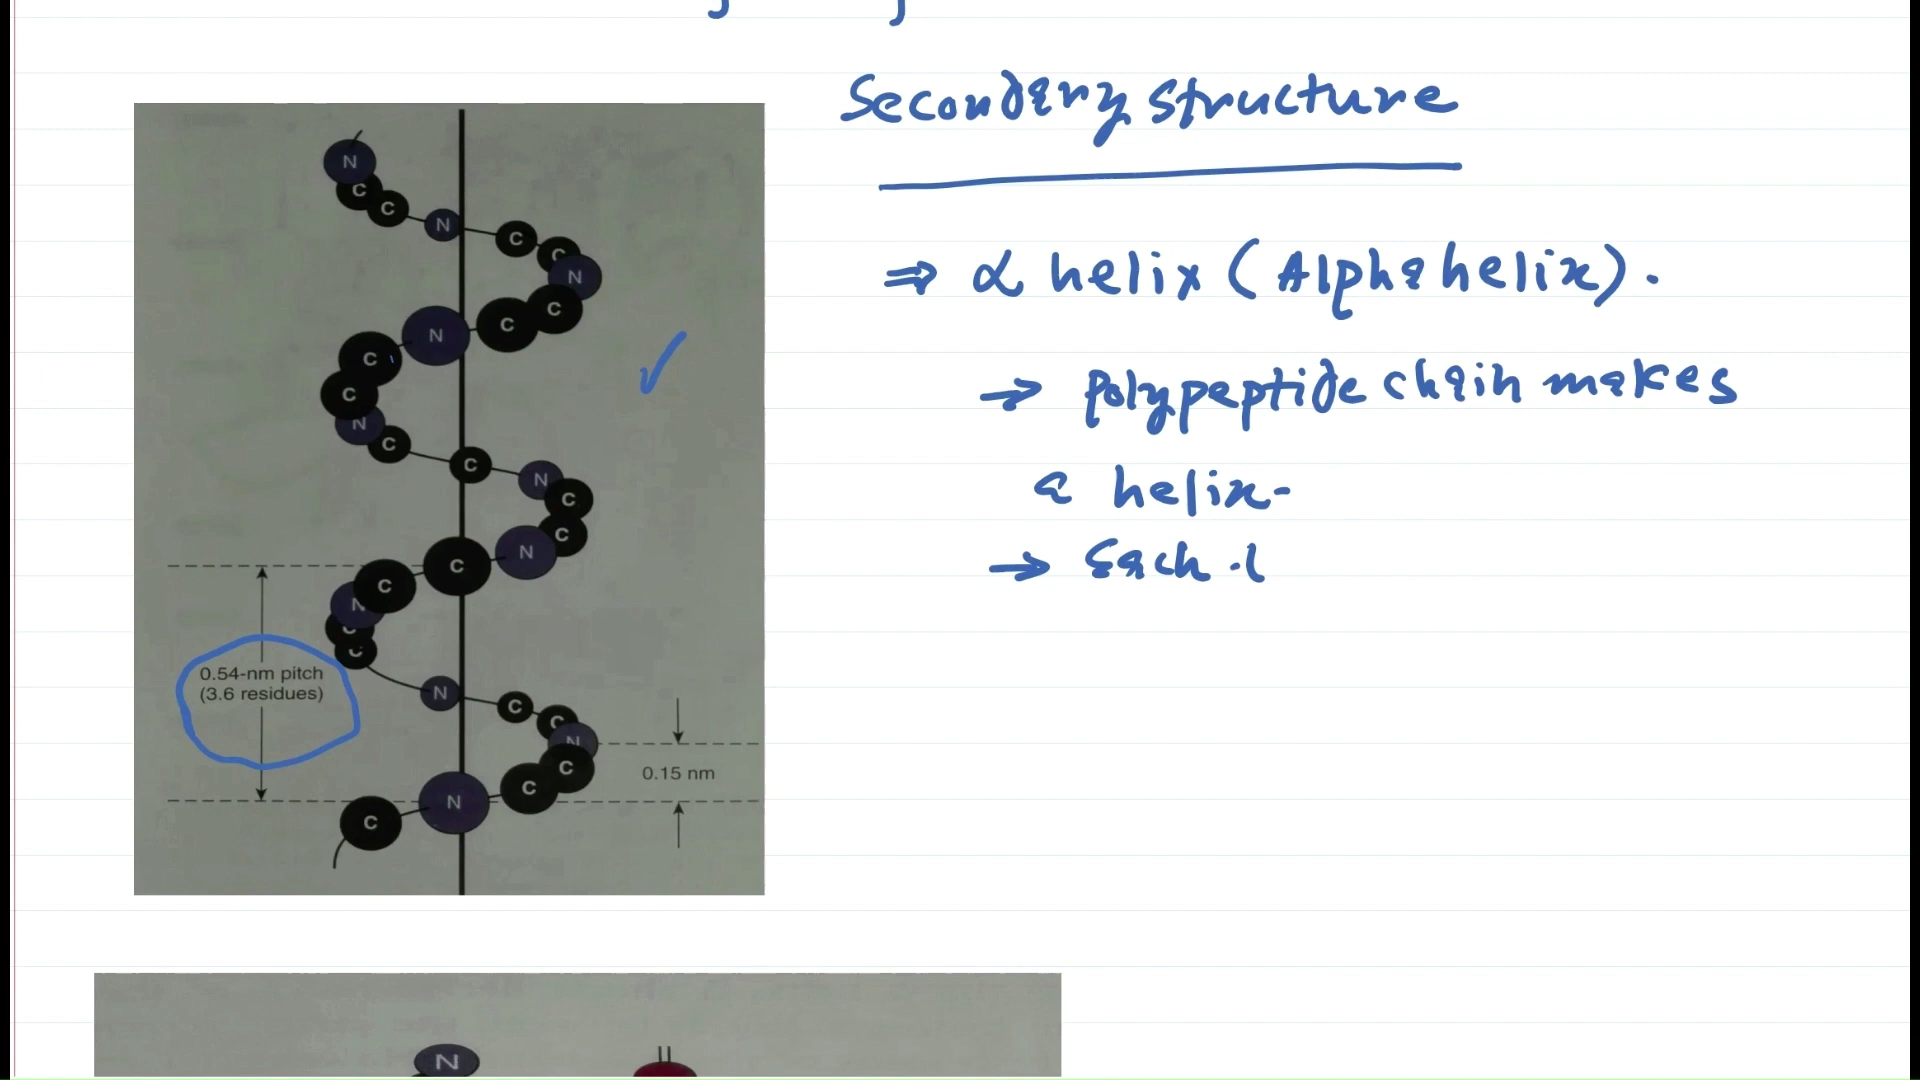 Secondary structure
⇒ α helix (Alpha helix).
→ polypeptide chain makes
a helix-
→ Each
N
C
C
N
C
C
N
C
C
N
C
C
N
C
C
N
C
C
N
C
C
N
C
C
N
C
C
N
C
C
N
C
C
N
C
0.54-nm pitch
(3.6 residues)
0.15 nm
N